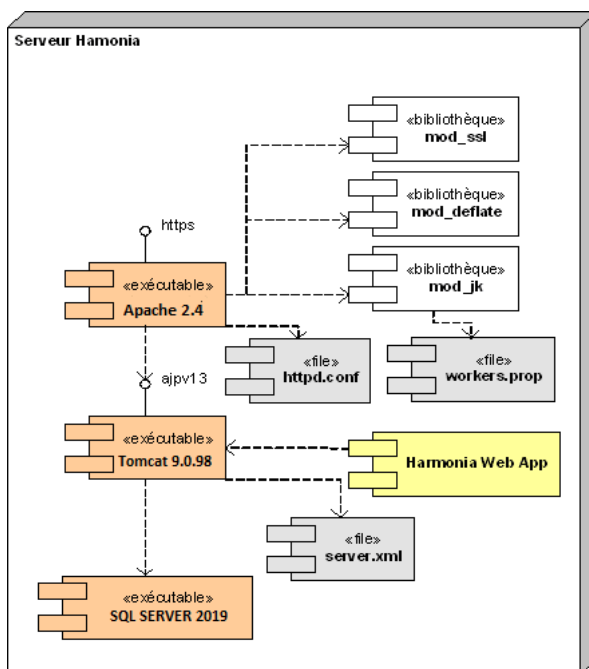 Serveur Hamonia
«bibliothèque»
mod_ssl
«bibliothèque»
mod_deflate
https
«bibliothèque»
mod_jk
«exécutable»
Apache 2.4
«file»
httpd.conf
«file»
workers.prop
ajpv13
«exécutable»
Tomcat 9.0.98
Harmonia Web App
«file»
server.xml
«exécutable»
SQL SERVER 2019